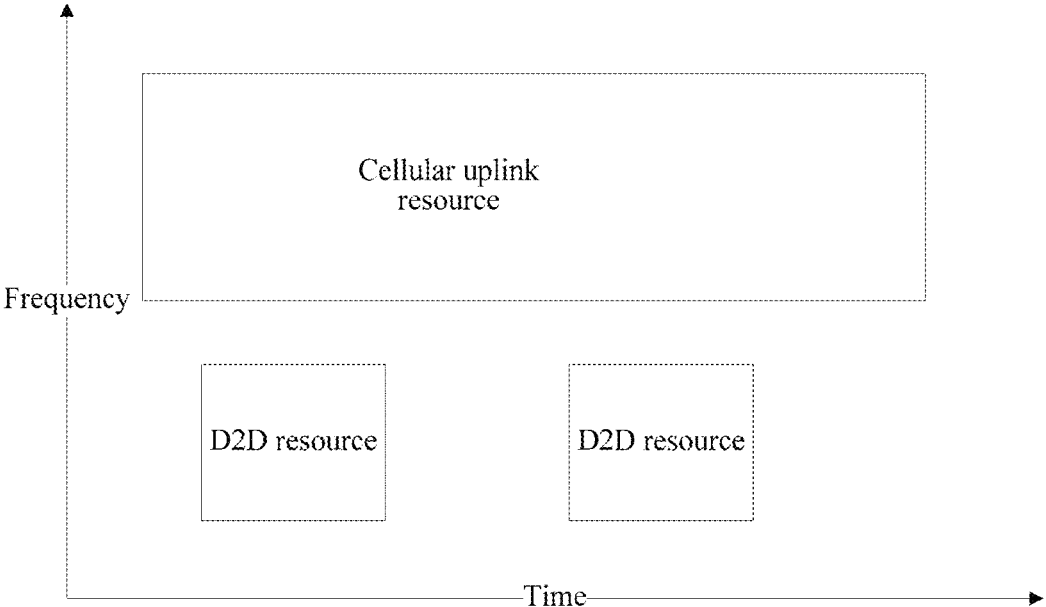 Cellular uplink
resource
Frequency
D2D resource
D2D resource
Time